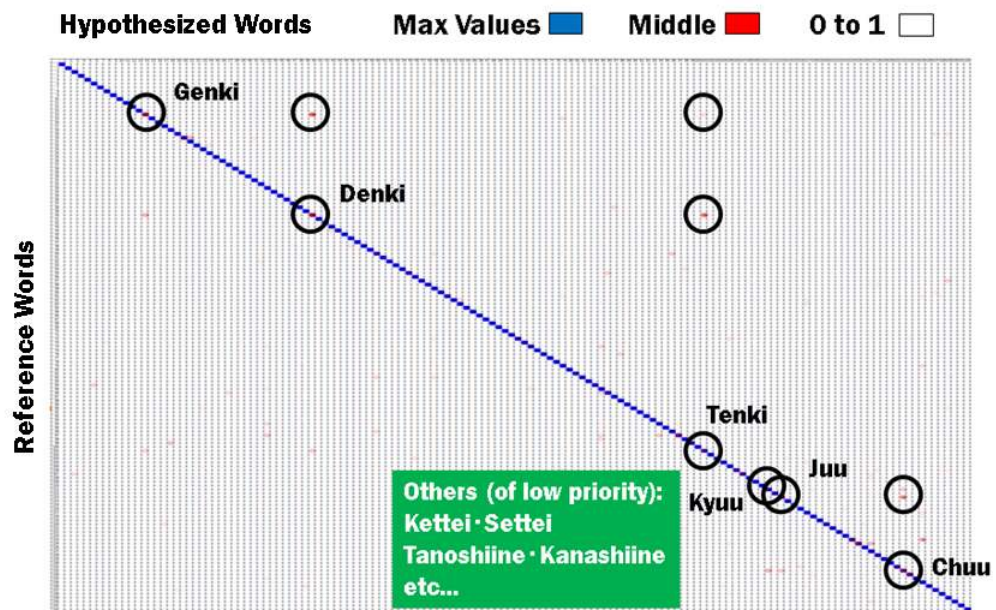 Hypothesized Words
Max Values
Middle
0 to 1
Reference Words
Genki
Denki
Tenki
Juu
Kyuu
Chuu
Others (of low priority):
Kettei・Settei
Tanoshiine・Kanashiine
etc...